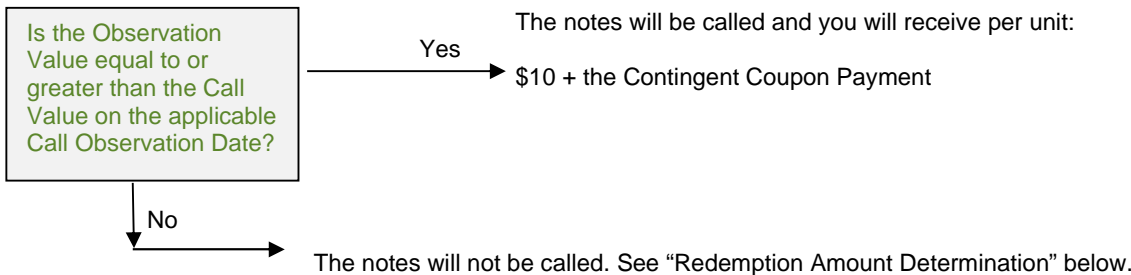 Is the Observation
Value equal to or
greater than the Call
Value on the applicable
Call Observation Date?
Yes
The notes will be called and you will receive per unit:
$10 + the Contingent Coupon Payment
No
The notes will not be called. See “Redemption Amount Determination” below.